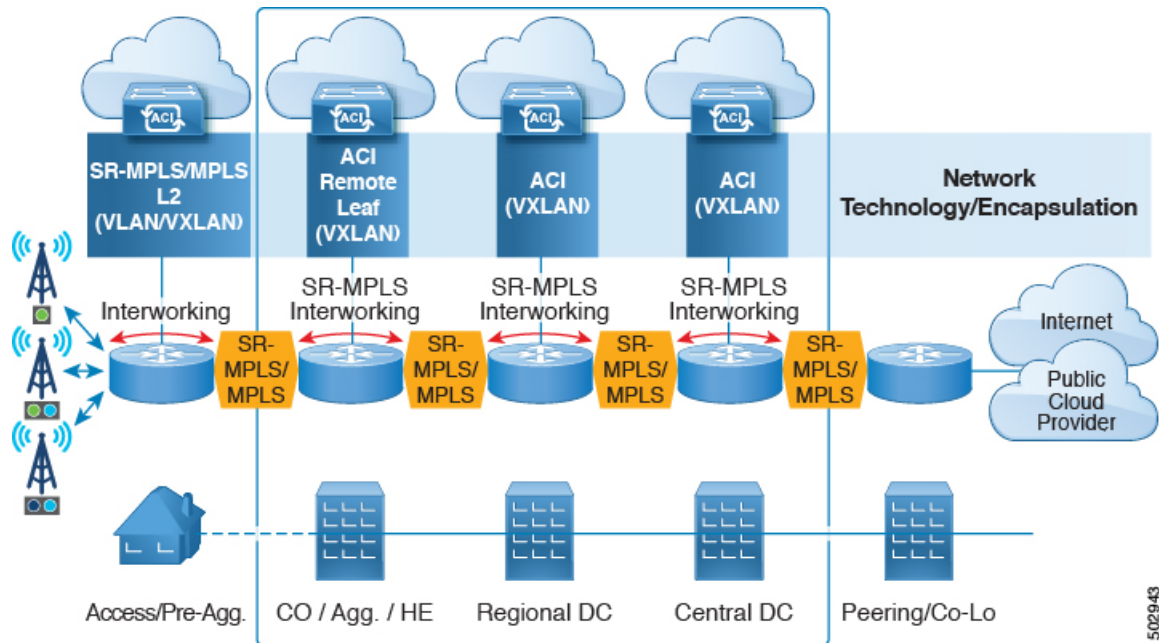 ACI
ACI
ACI
ACI
SR-MPLS/MPLS
L2
(VLAN/VXLAN)
ACI
Remote
Leaf
(VXLAN)
ACI
(VXLAN)
ACI
(VXLAN)
Network
Technology/Encapsulation
Interworking
SR-MPLS
Interworking
SR-MPLS
Interworking
SR-MPLS
Interworking
SR-
MPLS/
MPLS
SR-
MPLS/
MPLS
SR-
MPLS/
MPLS
SR-
MPLS/
MPLS
Internet
Public
Cloud
Provider
Access/Pre-Agg.
CO / Agg. / HE
Regional DC
Central DC
Peering/Co-Lo
502943